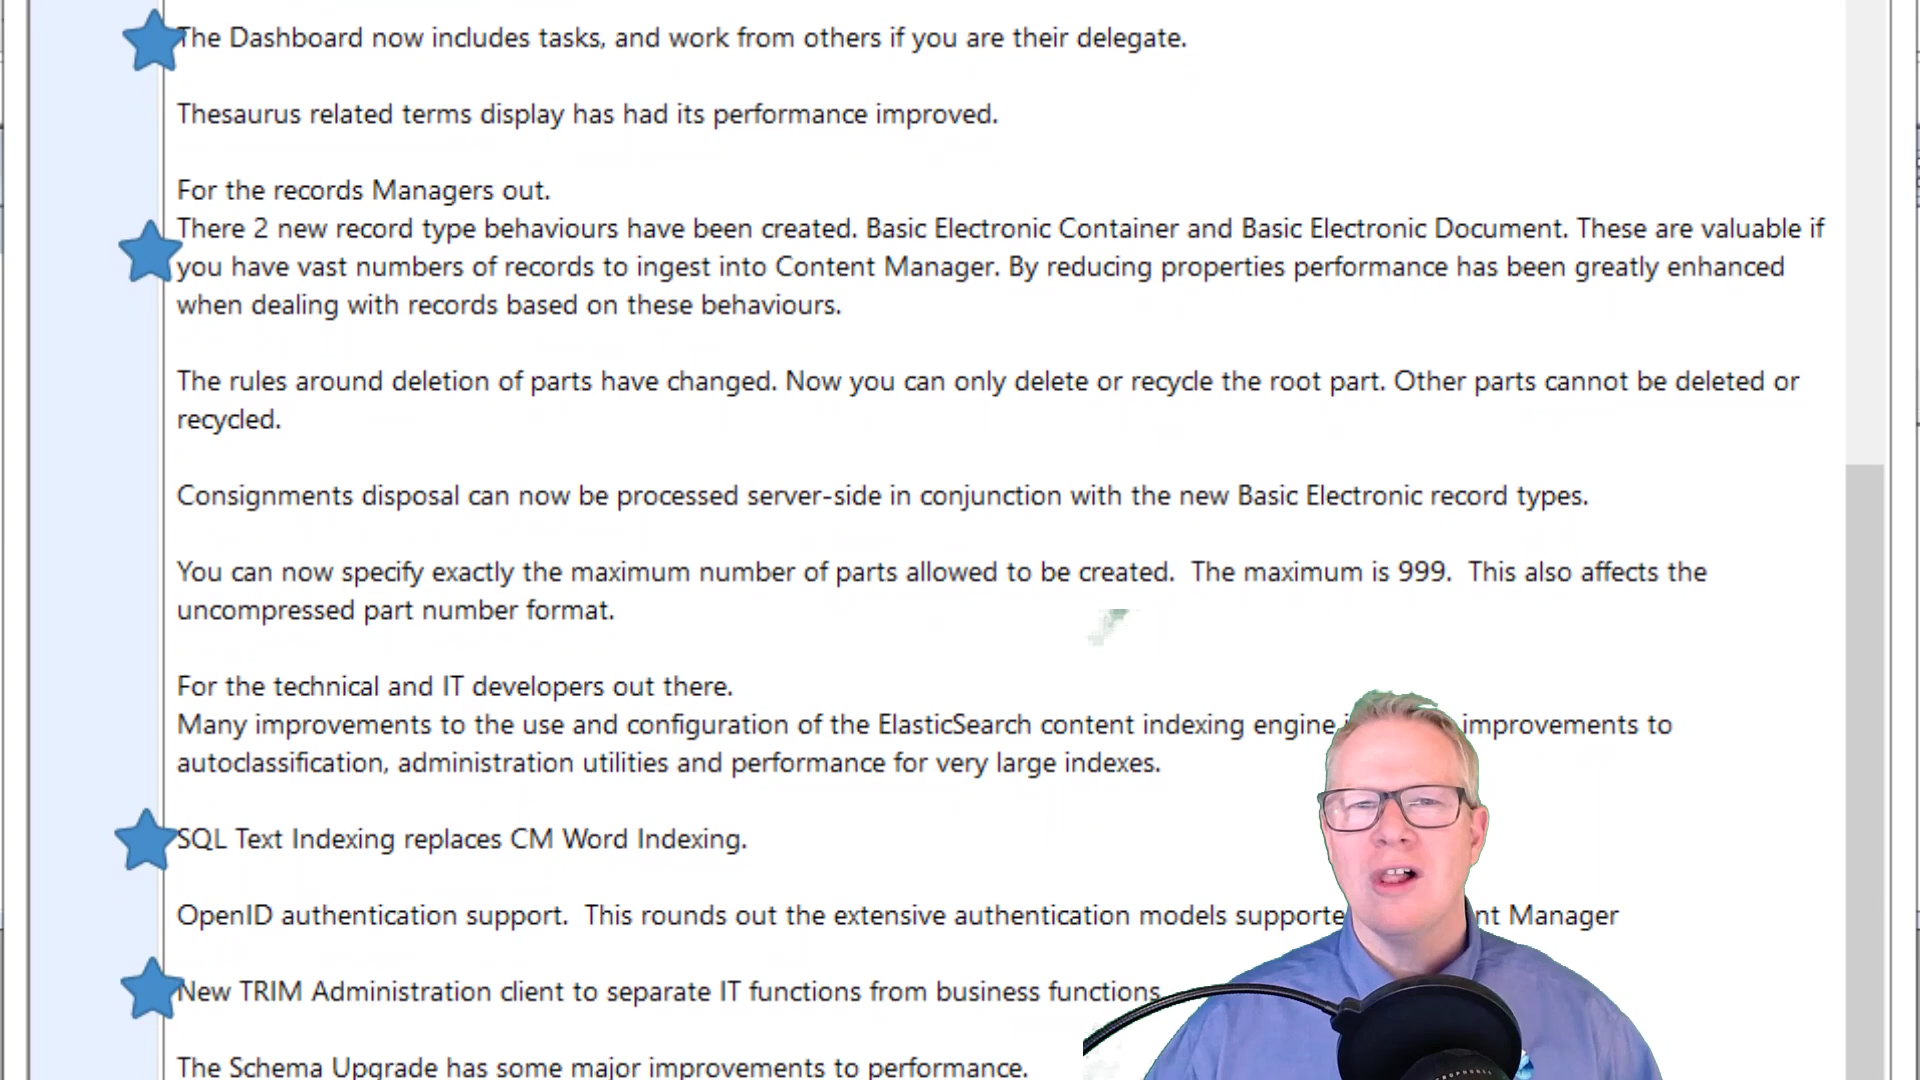 The Dashboard now includes tasks, and work from others if you are their delegate.
Thesaurus related terms display has had its performance improved.
For the records Managers out.
There 2 new record type behaviours have been created. Basic Electronic Container and Basic Electronic Document. These are valuable if
you have vast numbers of records to ingest into Content Manager. By reducing properties performance has been greatly enhanced
when dealing with records based on these behaviours.
The rules around deletion of parts have changed. Now you can only delete or recycle the root part. Other parts cannot be deleted or
recycled.
Consignments disposal can now be processed server-side in conjunction with the new Basic Electronic record types.
You can now specify exactly the maximum number of parts allowed to be created.  The maximum is 999.  This also affects the
uncompressed part number format.
For the technical and IT developers out there.
Many improvements to the use and configuration of the ElasticSearch content indexing engine improvements to
autoclassification, administration utilities and performance for very large indexes.
SQL Text Indexing replaces CM Word Indexing.
OpenID authentication support.  This rounds out the extensive authentication models Manager
New TRIM Administration client to separate IT functions from business functions
The Schema Upgrade has some major improvements to performance.